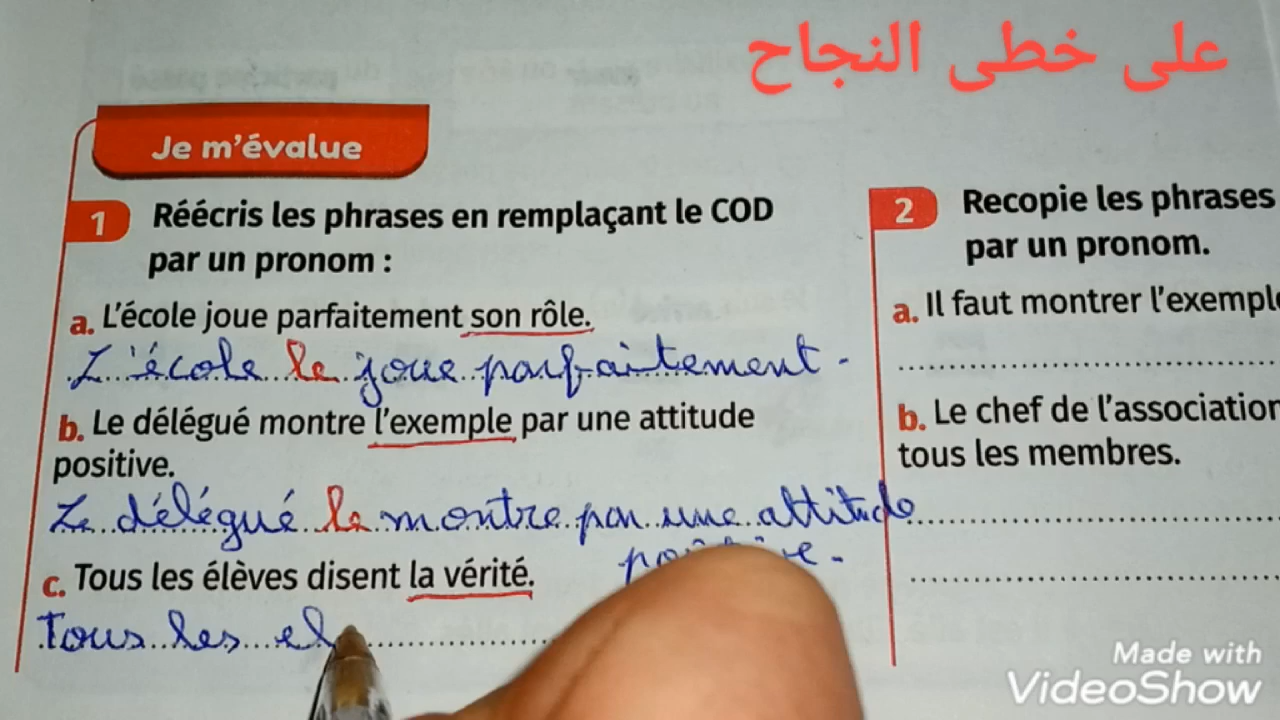 على خطى النجاح
Je m'évalue
1 Réécris les phrases en remplaçant le COD
par un pronom :
a. L'école joue parfaitement son rôle.
L'école le joue parfaitement.
b. Le délégué montre l'exemple par une attitude
positive.
Le délégué le montre par une attitude
c. Tous les élèves disent la vérité.
Tous les el
2 Recopie les phrases
par un pronom.
a. Il faut montrer l'exempl
b. Le chef de l'association
tous les membres.
Made with
VideoShow